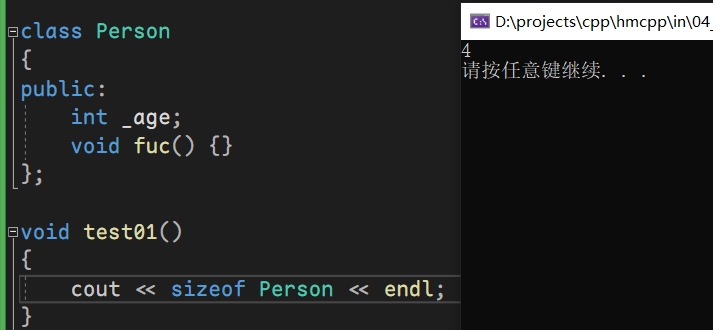 class Person
{
public:
    int _age;
    void fuc() {}
};
void test01()
{
    cout << sizeof Person << endl;
}
D:\projects\cpp\hmcpp\in\04_
4
请按任意键继续. . .